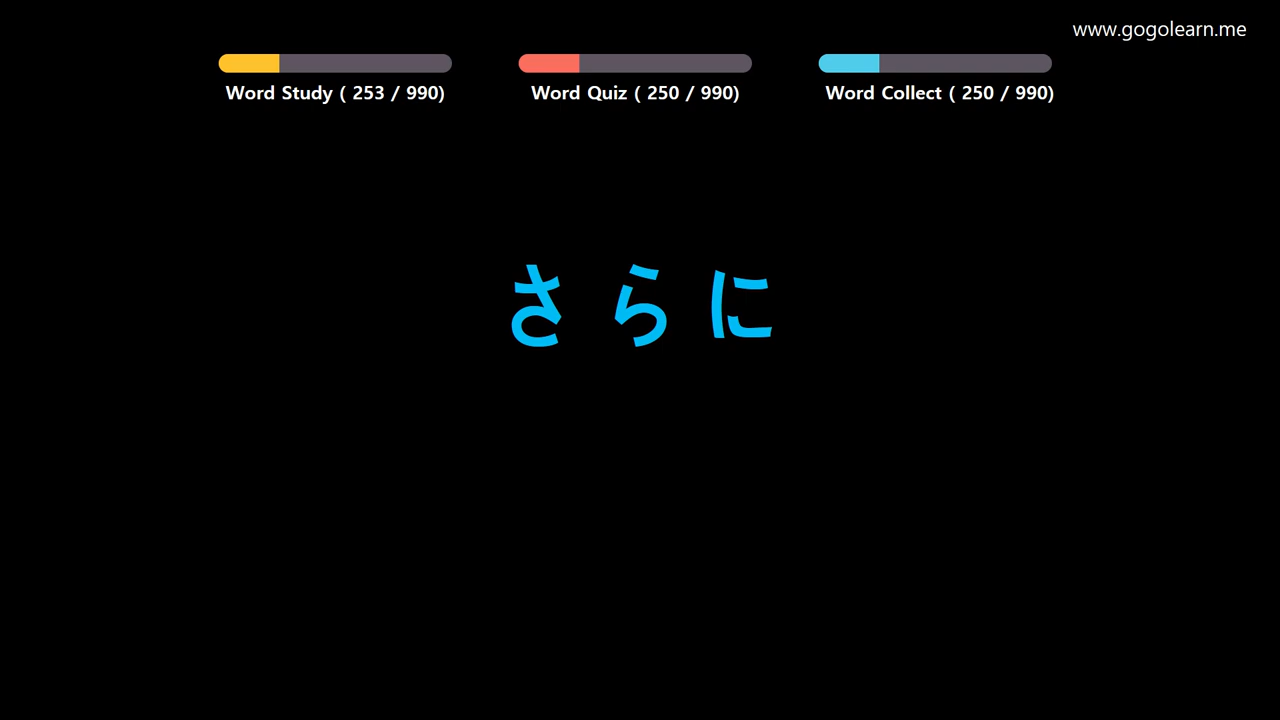 www.gogolearn.me
Word Study ( 253 / 990)
Word Quiz ( 250 / 990)
Word Collect ( 250 / 990)
さらに